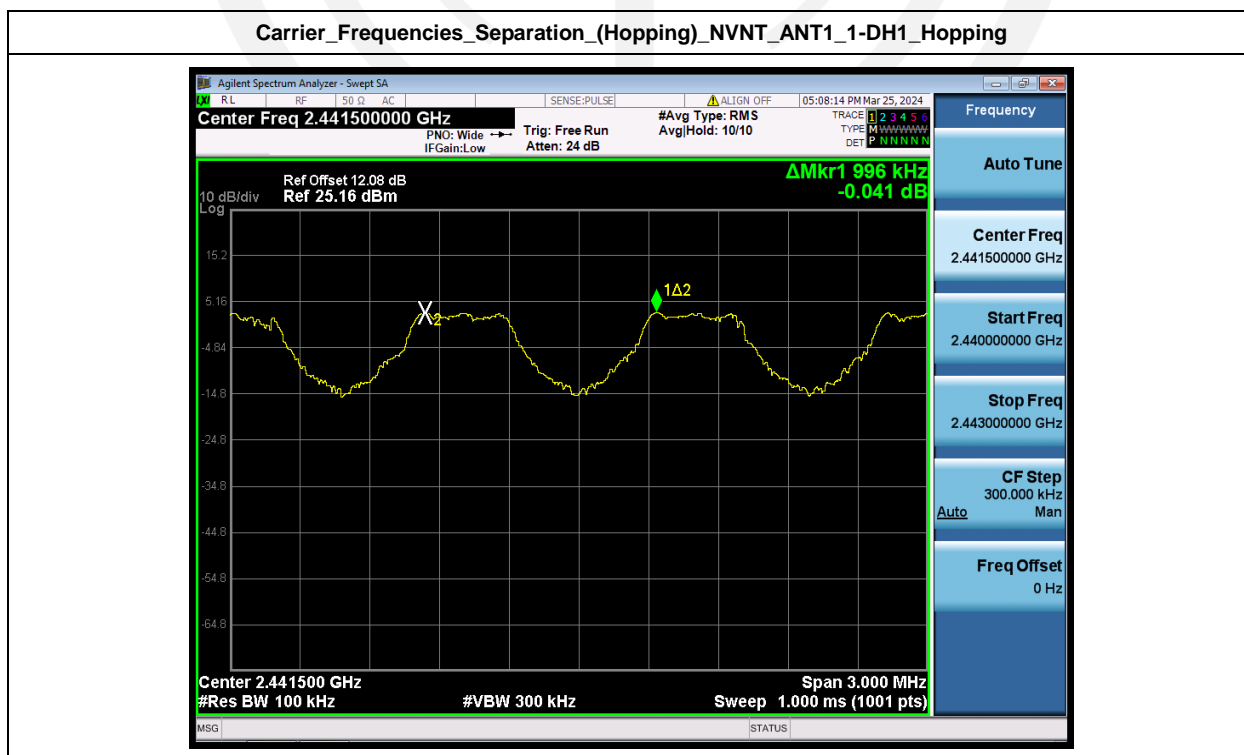 Carrier_Frequencies_Separation_(Hopping)_NVNT_ANT1_1-DH1_Hopping
Agilent Spectrum Analyzer - Swept SA
LXI RL RF 50 Ω AC SENSE:PULSE ALIGN OFF 05:08:14 PM Mar 25, 2024
Center Freq 2.441500000 GHz
PNO: Wide
IFGain:Low
Trig: Free Run
Atten: 24 dB
#Avg Type: RMS
Avg|Hold: 10/10
TRACE 1 2 3 4 5 6
TYPE M WWWWW
DET P N N N N N
ΔMkr1 996 kHz
-0.041 dB
10 dB/div
Log
Ref Offset 12.08 dB
Ref 25.16 dBm
15.2
5.16
-4.84
-14.8
-24.8
-34.8
-44.8
-54.8
-64.8
X2
1Δ2
Center 2.441500 GHz
Span 3.000 MHz
#Res BW 100 kHz
#VBW 300 kHz
Sweep 1.000 ms (1001 pts)
MSG
STATUS
Frequency
Auto Tune
Center Freq
2.441500000 GHz
Start Freq
2.440000000 GHz
Stop Freq
2.443000000 GHz
CF Step
300.000 kHz
Auto Man
Freq Offset
0 Hz